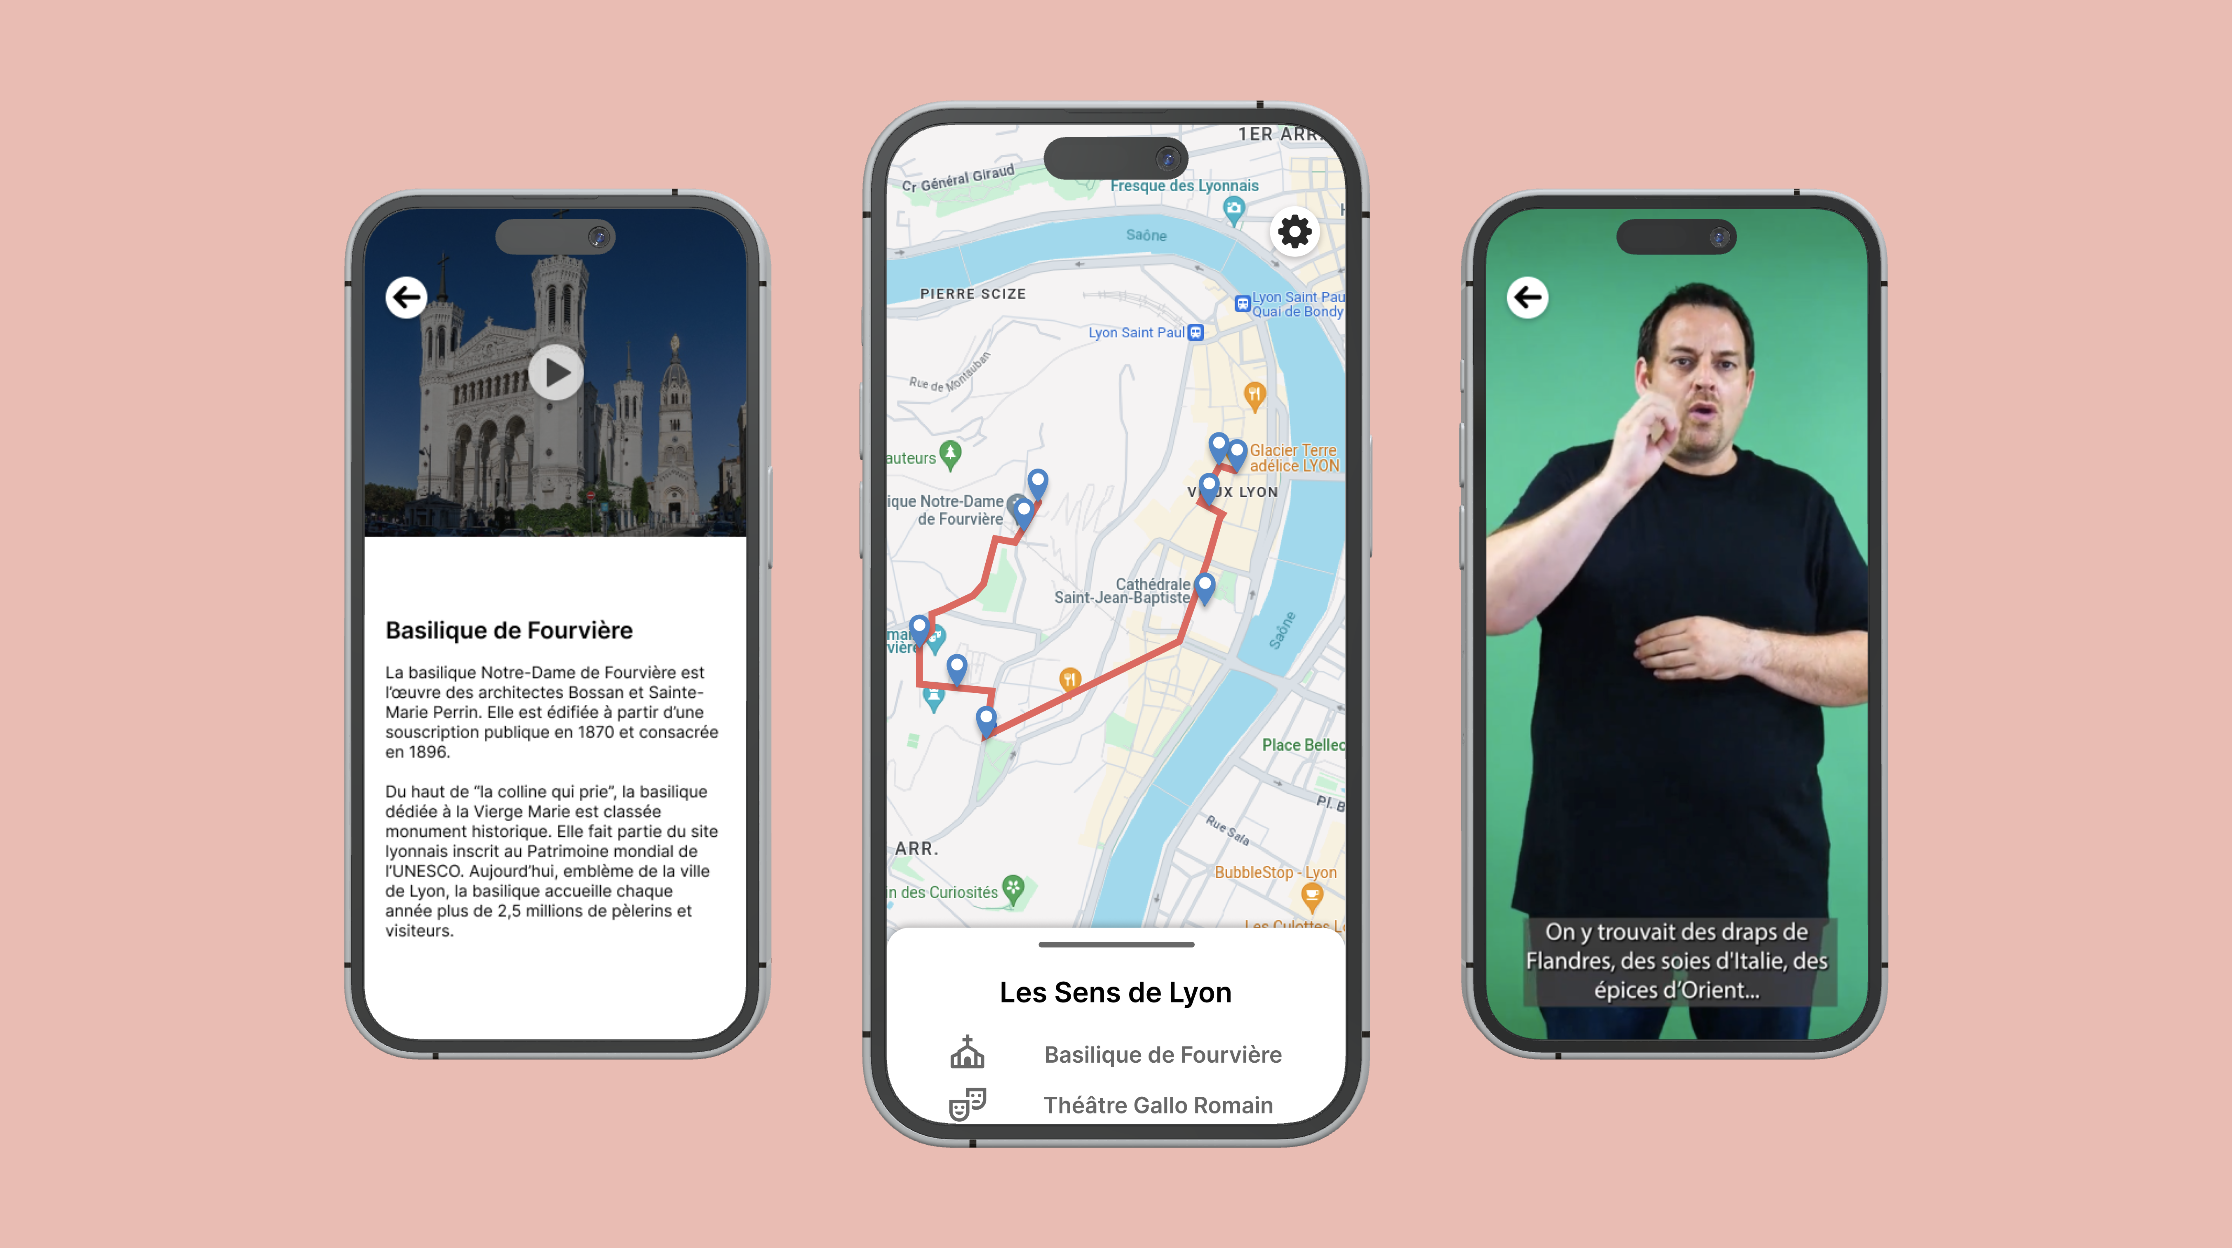 Basilique de Fourvière
La basilique Notre-Dame de Fourvière est
l'œuvre des architectes Bossan et Sainte-
Marie Perrin. Elle est édifiée à partir d'une
souscription publique en 1870 et consacrée
en 1896.
Du haut de “la colline qui prie”, la basilique
dédiée à la Vierge Marie est classée
monument historique. Elle fait partie du site
lyonnais inscrit au Patrimoine mondial de
l'UNESCO. Aujourd'hui, emblème de la ville
de Lyon, la basilique accueille chaque
année plus de 2,5 millions de pèlerins et
visiteurs.
1ER ARR.
Cr Général Giraud
Fresque des Lyonnais
Saône
PIERRE SCIZE
Lyon Saint Pau
Quai de Bondy
Lyon Saint Paul
Rue de Montauban
auteurs
Glacier Terre
adélice LYON
LYON
ique Notre-Dame
de Fourvière
Cathédrale
Saint-Jean-Baptiste
Saône
vière
Place Bellec
Pl. B
Rue Sala
ARR.
BubbleStop - Lyon
n des Curiosités
Les Culottes L
Les Sens de Lyon
Basilique de Fourvière
Théâtre Gallo Romain
On y trouvait des draps de
Flandres, des soies d'Italie, des
épices d'Orient...